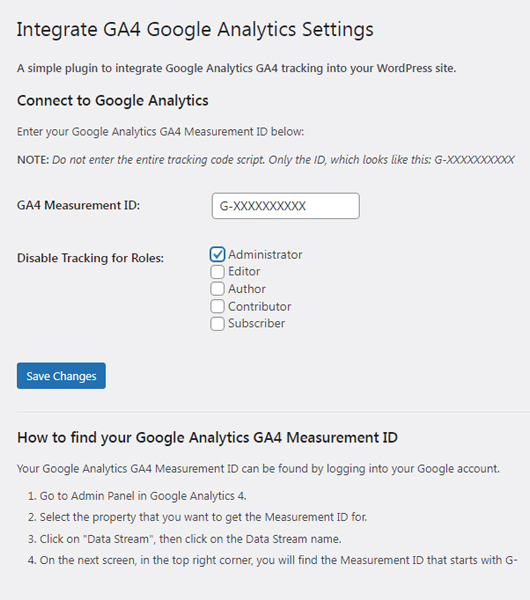 Integrate GA4 Google Analytics Settings
A simple plugin to integrate Google Analytics GA4 tracking into your WordPress site.
Connect to Google Analytics
Enter your Google Analytics GA4 Measurement ID below:
NOTE: Do not enter the entire tracking code script. Only the ID, which looks like this: G-XXXXXXXXXX
GA4 Measurement ID: G-XXXXXXXXXX
Disable Tracking for Roles: Administrator
Editor
Author
Contributor
Subscriber
Save Changes
How to find your Google Analytics GA4 Measurement ID
Your Google Analytics GA4 Measurement ID can be found by logging into your Google account.
1. Go to Admin Panel in Google Analytics 4.
2. Select the property that you want to get the Measurement ID for.
3. Click on "Data Stream", then click on the Data Stream name.
4. On the next screen, in the top right corner, you will find the Measurement ID that starts with G-